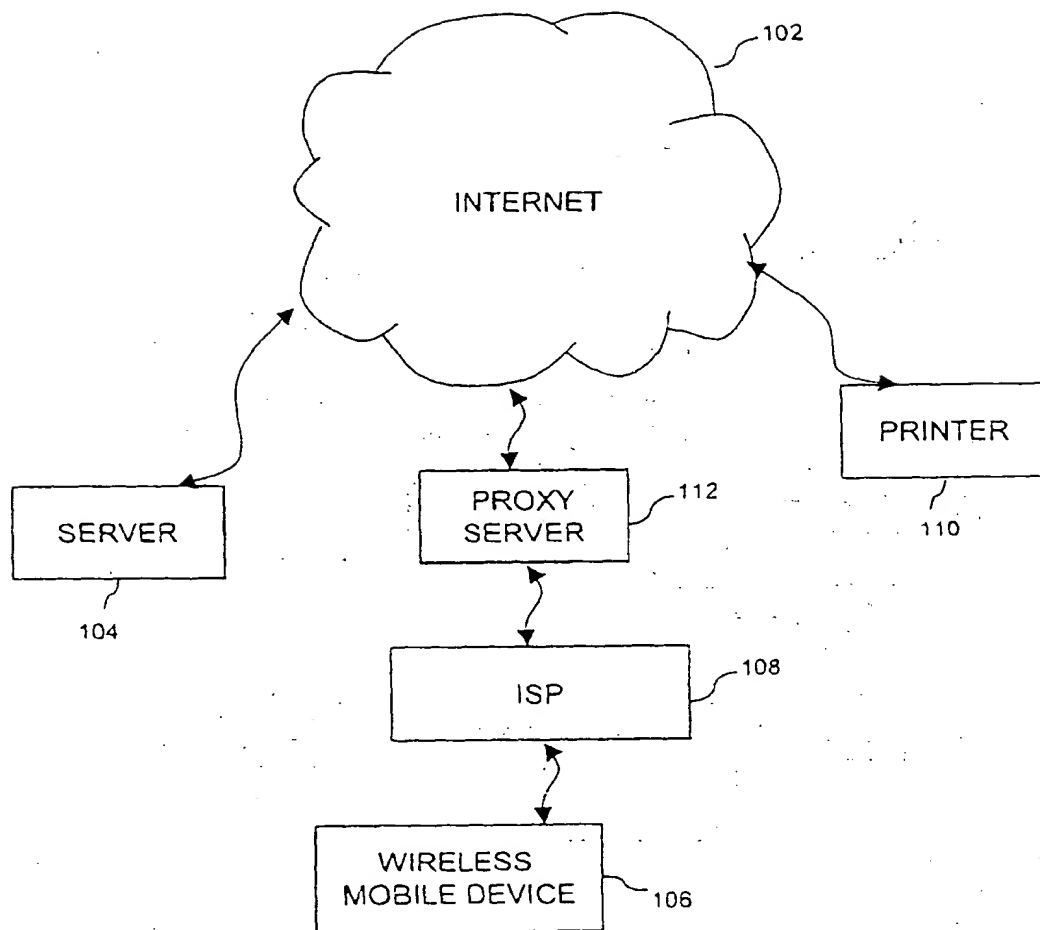 102
INTERNET
PRINTER
110
PROXY
SERVER
112
SERVER
104
ISP
108
WIRELESS
MOBILE DEVICE
106